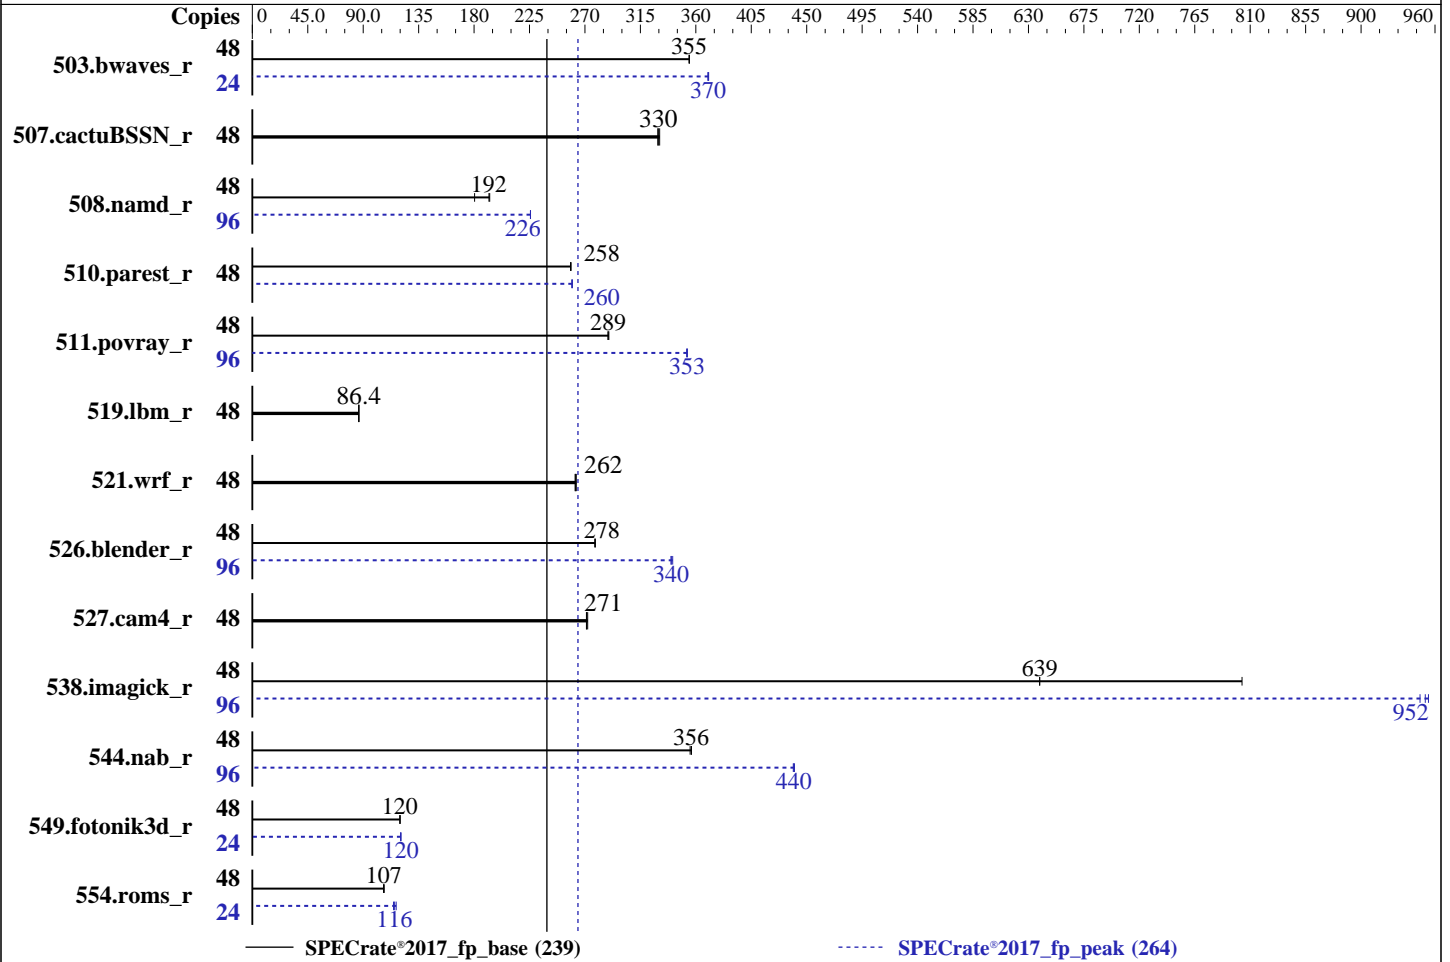 Copies 0 45.0 90.0 135 180 225 270 315 360 405 450 495 540 585 630 675 720 765 810 855 900 960
503.bwaves_r 48 355
24 370
507.cactuBSSN_r 48 330
508.namd_r 48 192
96 226
510.parest_r 48 258
260
511.povray_r 48 289
96 353
519.lbm_r 48 86.4
521.wrf_r 48 262
526.blender_r 48 278
96 340
527.cam4_r 48 271
538.imagick_r 48 639
96 952
544.nab_r 48 356
96 440
549.fotonik3d_r 48 120
24 120
554.roms_r 48 107
24 116
SPECrate®2017_fp_base (239) SPECrate®2017_fp_peak (264)